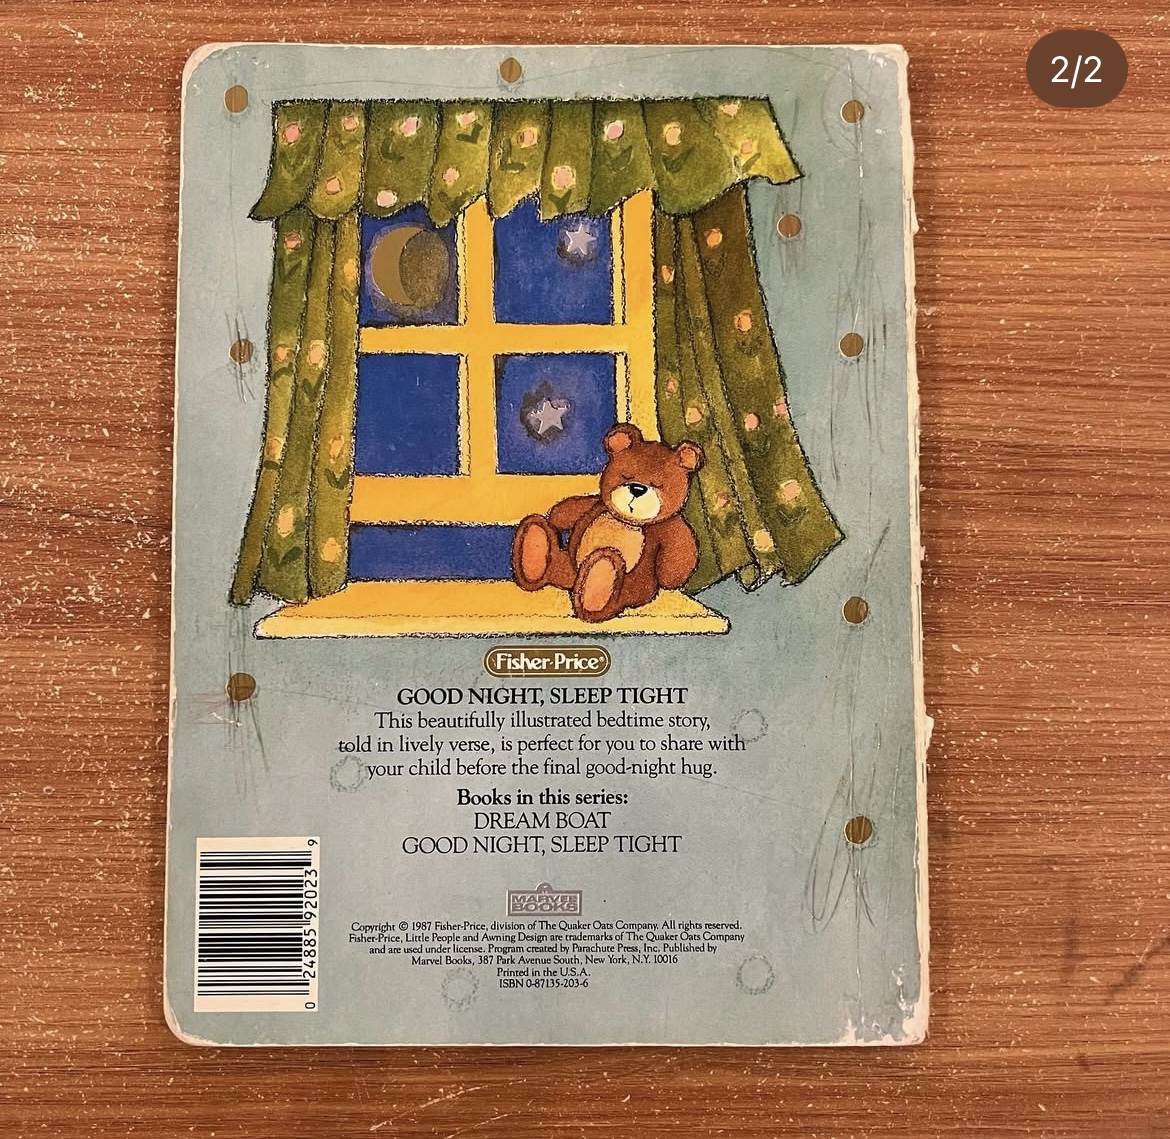 2/2
Fisher-Price®
GOOD NIGHT, SLEEP TIGHT
This beautifully illustrated bedtime story,
told in lively verse, is perfect for you to share with
your child before the final good-night hug.
Books in this series:
DREAM BOAT
GOOD NIGHT, SLEEP TIGHT
MARVEL
BOOKS
Copyright © 1987 Fisher-Price, division of The Quaker Oats Company. All rights reserved.
Fisher-Price, Little People and Awning Design are trademarks of The Quaker Oats Company
and are used under license. Program created by Parachute Press, Inc. Published by
Marvel Books, 387 Park Avenue South, New York, N.Y. 10016
Printed in the U.S.A.
ISBN 0-87135-203-6
0 24885 92023 9